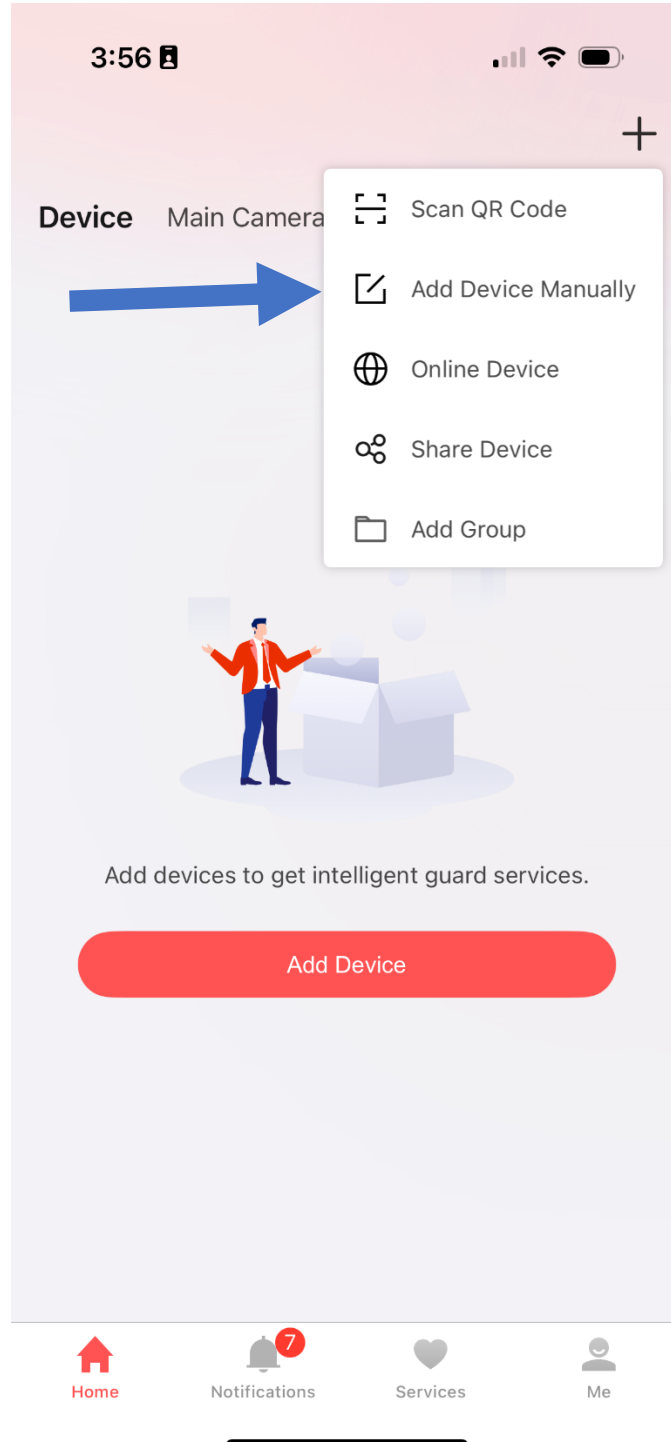 3:56
Device Main Camera
Scan QR Code
Add Device Manually
Online Device
Share Device
Add Group
Add devices to get intelligent guard services.
Add Device
7
Home Notifications Services Me